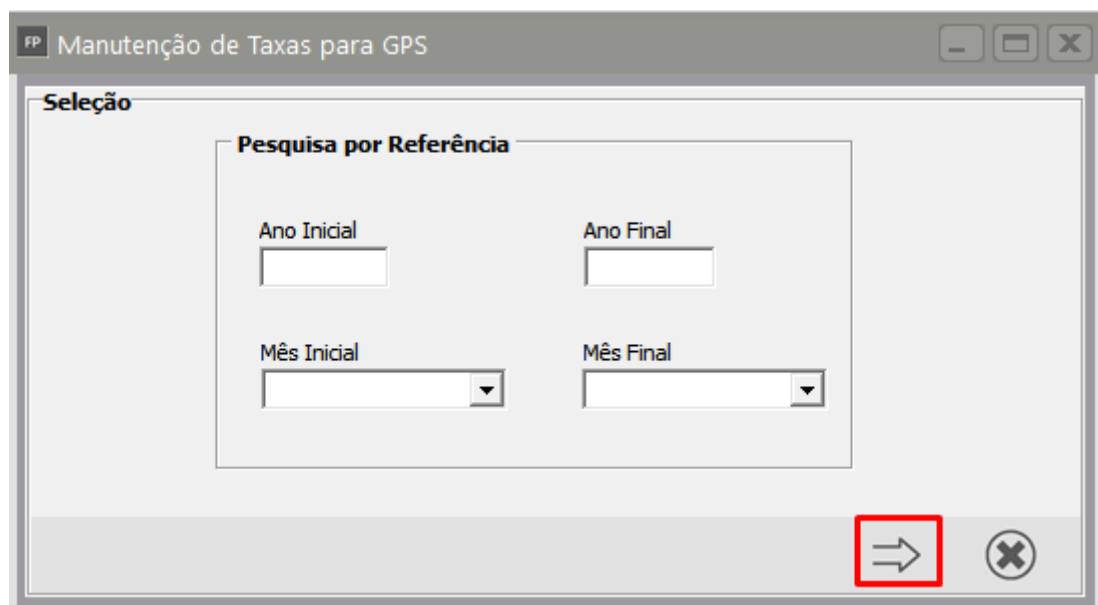 FP Manutenção de Taxas para GPS
Seleção
Pesquisa por Referência
Ano Inicial Ano Final
Mês Inicial Mês Final